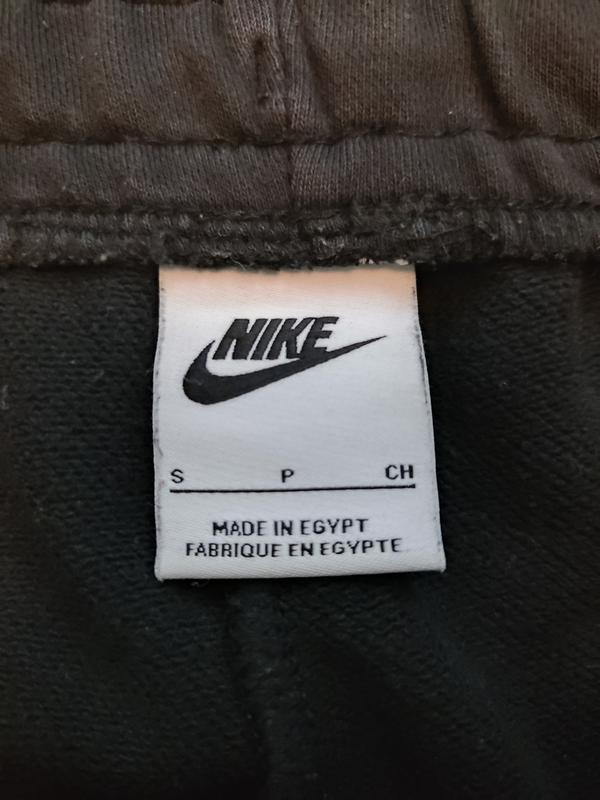 NIKE
S P CH
MADE IN EGYPT
FABRIQUE EN EGYPTE